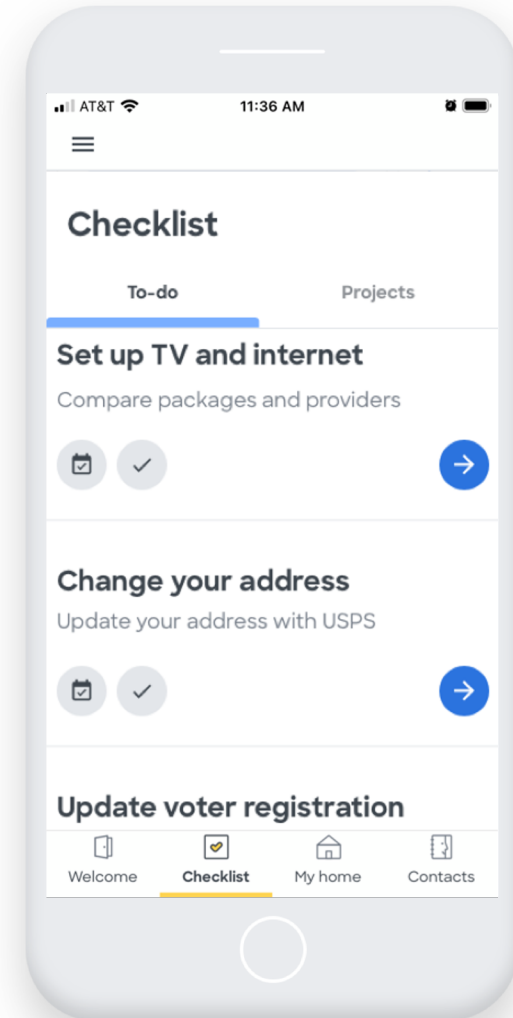 AT&T 11:36 AM
Checklist
To-do Projects
Set up TV and internet
Compare packages and providers
Change your address
Update your address with USPS
Update voter registration
Welcome Checklist My home Contacts